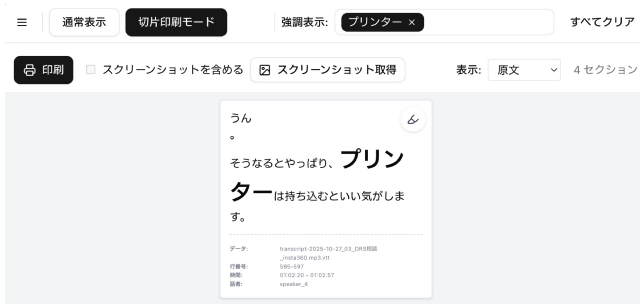 通常表示 切片印刷モード 強調表示: プリンター × すべてクリア
印刷 スクリーンショットを含める スクリーンショット取得 表示: 原文 4 セクション
うん
。
そうなるとやっぱり、プリン
ターは持ち込むといい気がしま
す。
データ: transcript-2025-10-27_03_DRS相談
_insta360.mp3.vtt
行番号: 595-597
時間: 01:02:20 - 01:02:57
話者: speaker_4